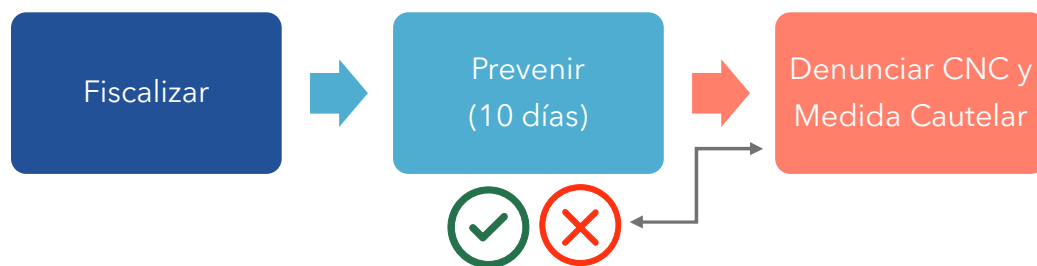 Fiscalizar
Prevenir
(10 días)
Denunciar CNC y
Medida Cautelar